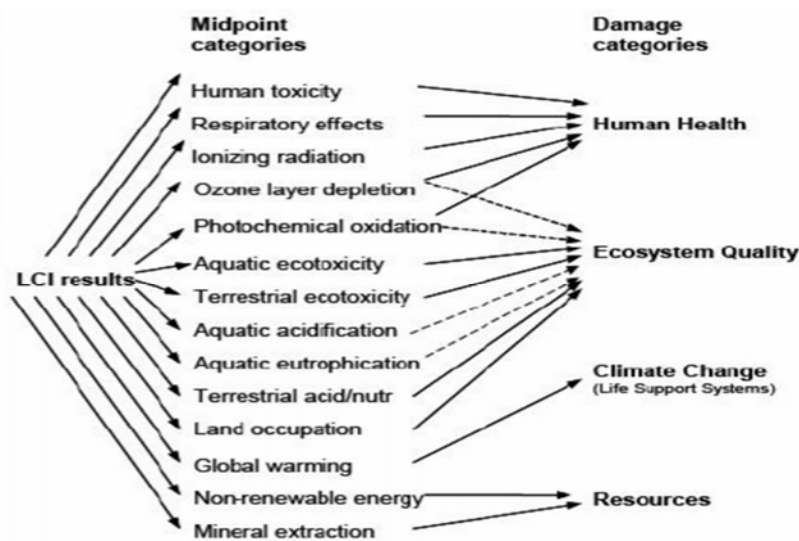 Midpoint
categories
Damage
categories
Human toxicity
Respiratory effects
Ionizing radiation
Ozone layer depletion
Photochemical oxidation
LCI results
Aquatic ecotoxicity
Terrestrial ecotoxicity
Aquatic acidification
Aquatic eutrophication
Terrestrial acid/nutr
Land occupation
Global warming
Non-renewable energy
Mineral extraction
Human Health
Ecosystem Quality
Climate Change
(Life Support Systems)
Resources